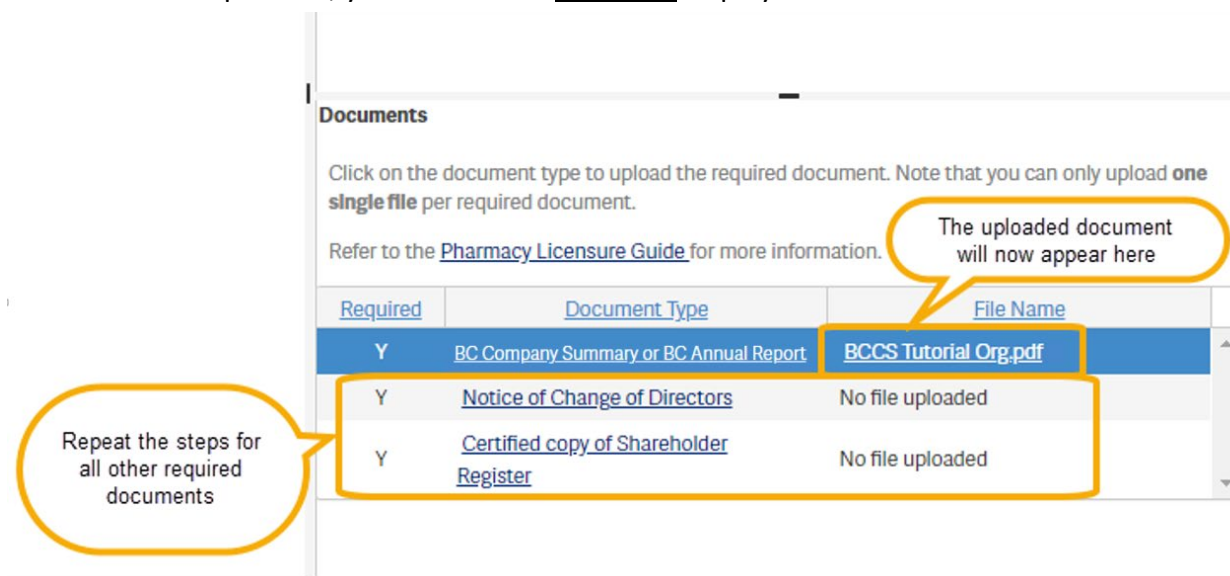 Documents
Click on the document type to upload the required document. Note that you can only upload one
single file per required document.
Refer to the Pharmacy Licensure Guide for more information.
The uploaded document
will now appear here
Required Document Type File Name
Y BC Company Summary or BC Annual Report BCCS Tutorial Org.pdf
Y Notice of Change of Directors No file uploaded
Y Certified copy of Shareholder
Register No file uploaded
Repeat the steps for
all other required
documents